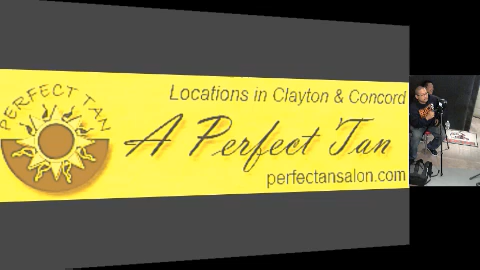 PERFECT TAN
Locations in Clayton & Concord
A Perfect Tan
perfectansalon.com